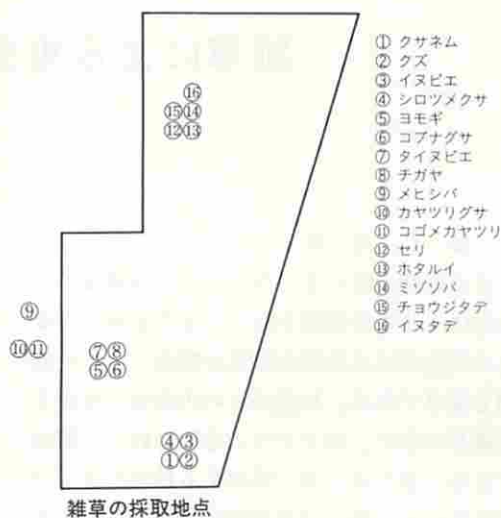 ⑯
⑮⑭
⑫⑬
⑨
⑩⑪
⑦⑧
⑤⑥
④③
①②
① クサネム
② クズ
③ イヌビエ
④ シロツメクサ
⑤ ヨモギ
⑥ コブナグサ
⑦ タイヌビエ
⑧ チガヤ
⑨ メヒシバ
⑩ カヤツリグサ
⑪ コゴメカヤツリ
⑫ セリ
⑬ ホタルイ
⑭ ミゾソバ
⑮ チョウジタデ
⑯ イヌタデ
雑草の採取地点